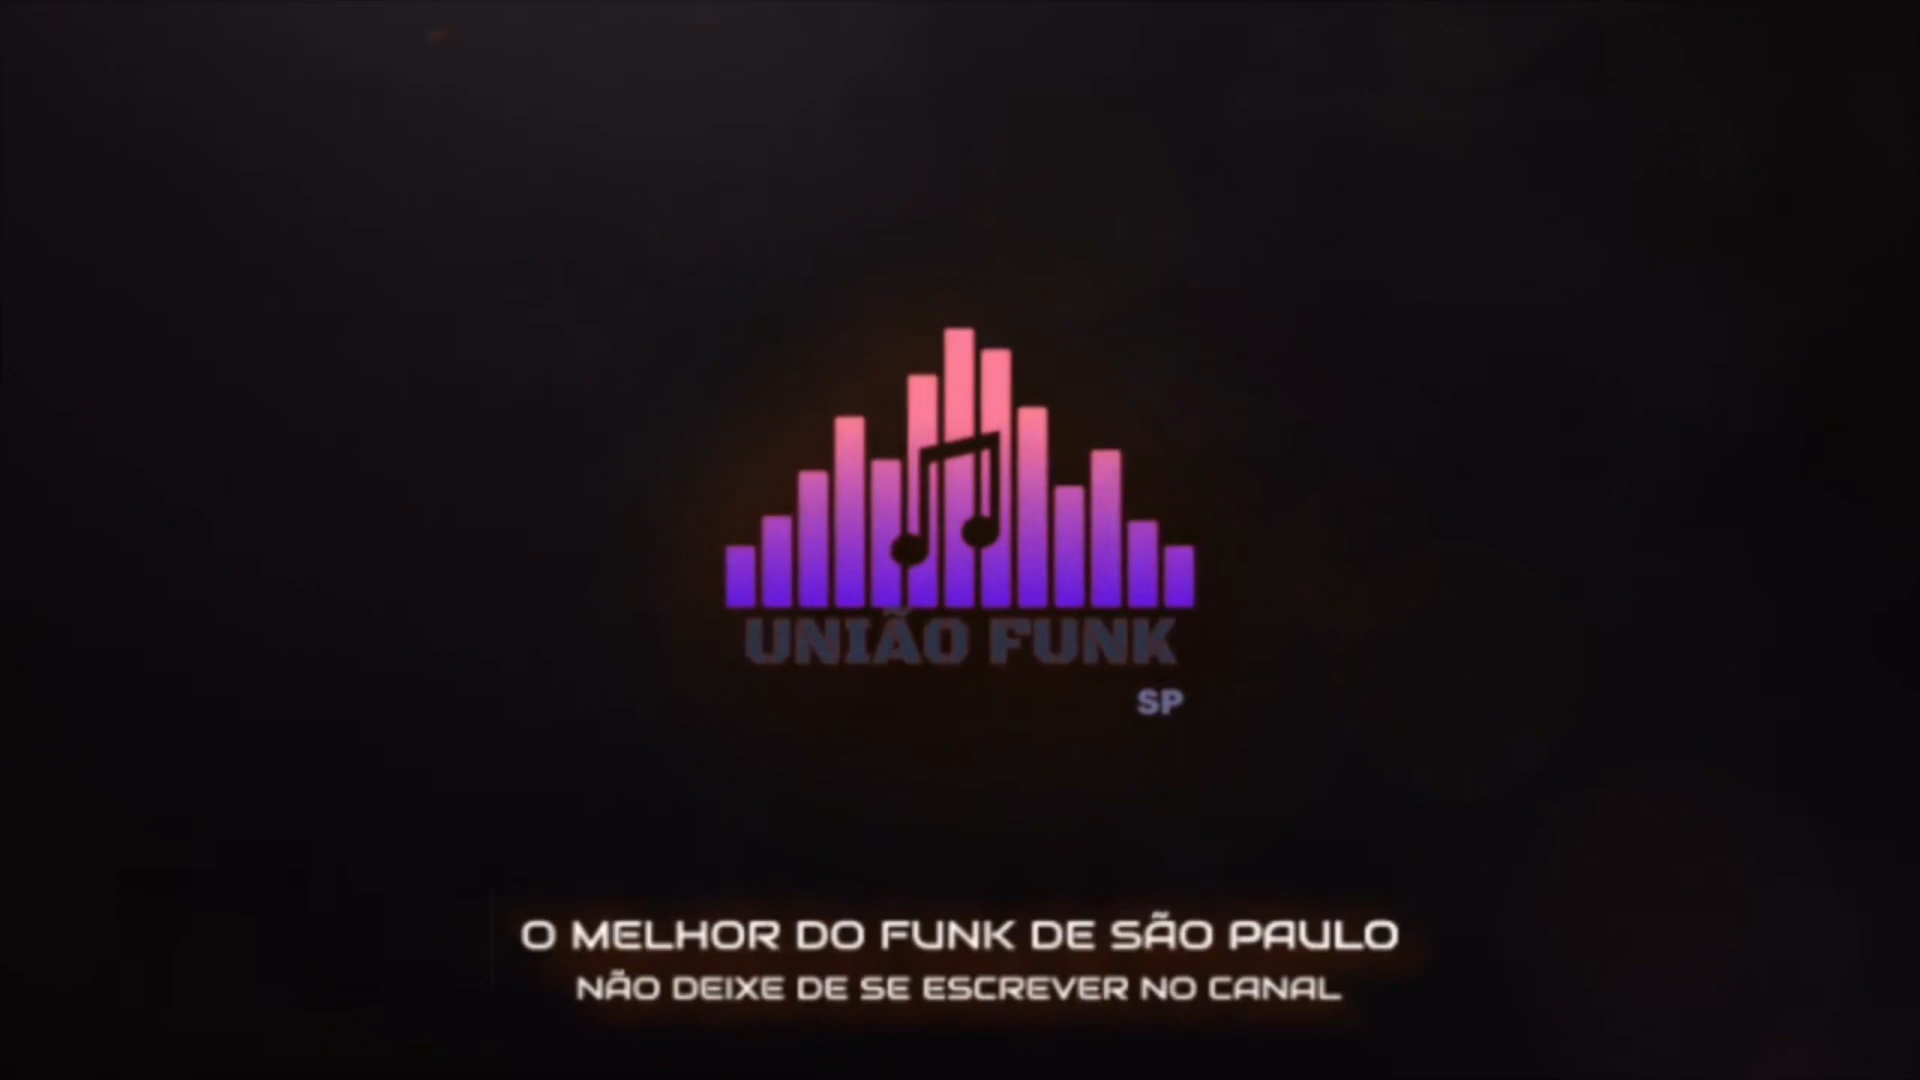 UNIÃO FUNK
SP
O MELHOR DO FUNK DE SÃO PAULO
NÃO DEIXE DE SE ESCREVER NO CANAL